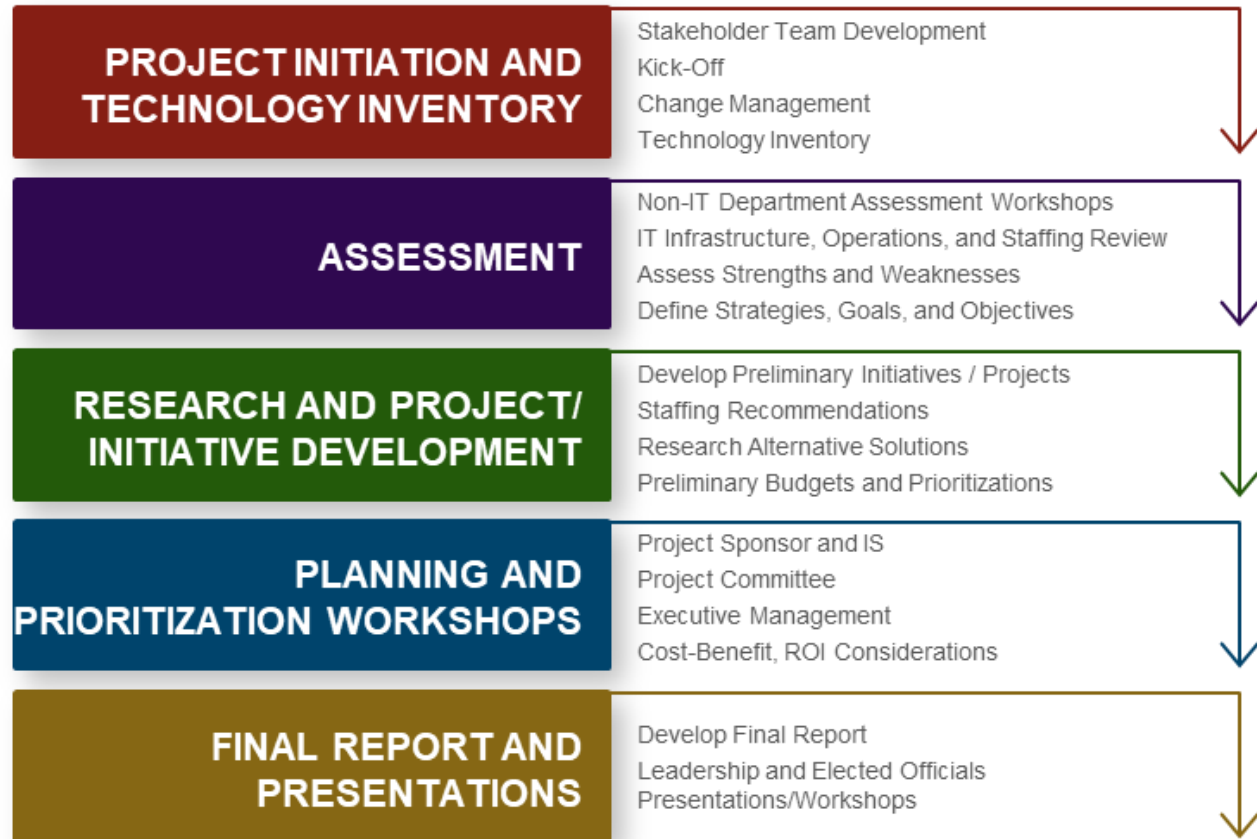 PROJECT INITIATION AND
TECHNOLOGY INVENTORY
Stakeholder Team Development
Kick-Off
Change Management
Technology Inventory
ASSESSMENT
Non-IT Department Assessment Workshops
IT Infrastructure, Operations, and Staffing Review
Assess Strengths and Weaknesses
Define Strategies, Goals, and Objectives
RESEARCH AND PROJECT/
INITIATIVE DEVELOPMENT
Develop Preliminary Initiatives / Projects
Staffing Recommendations
Research Alternative Solutions
Preliminary Budgets and Prioritizations
PLANNING AND
PRIORITIZATION WORKSHOPS
Project Sponsor and IS
Project Committee
Executive Management
Cost-Benefit, ROI Considerations
FINAL REPORT AND
PRESENTATIONS
Develop Final Report
Leadership and Elected Officials
Presentations/Workshops